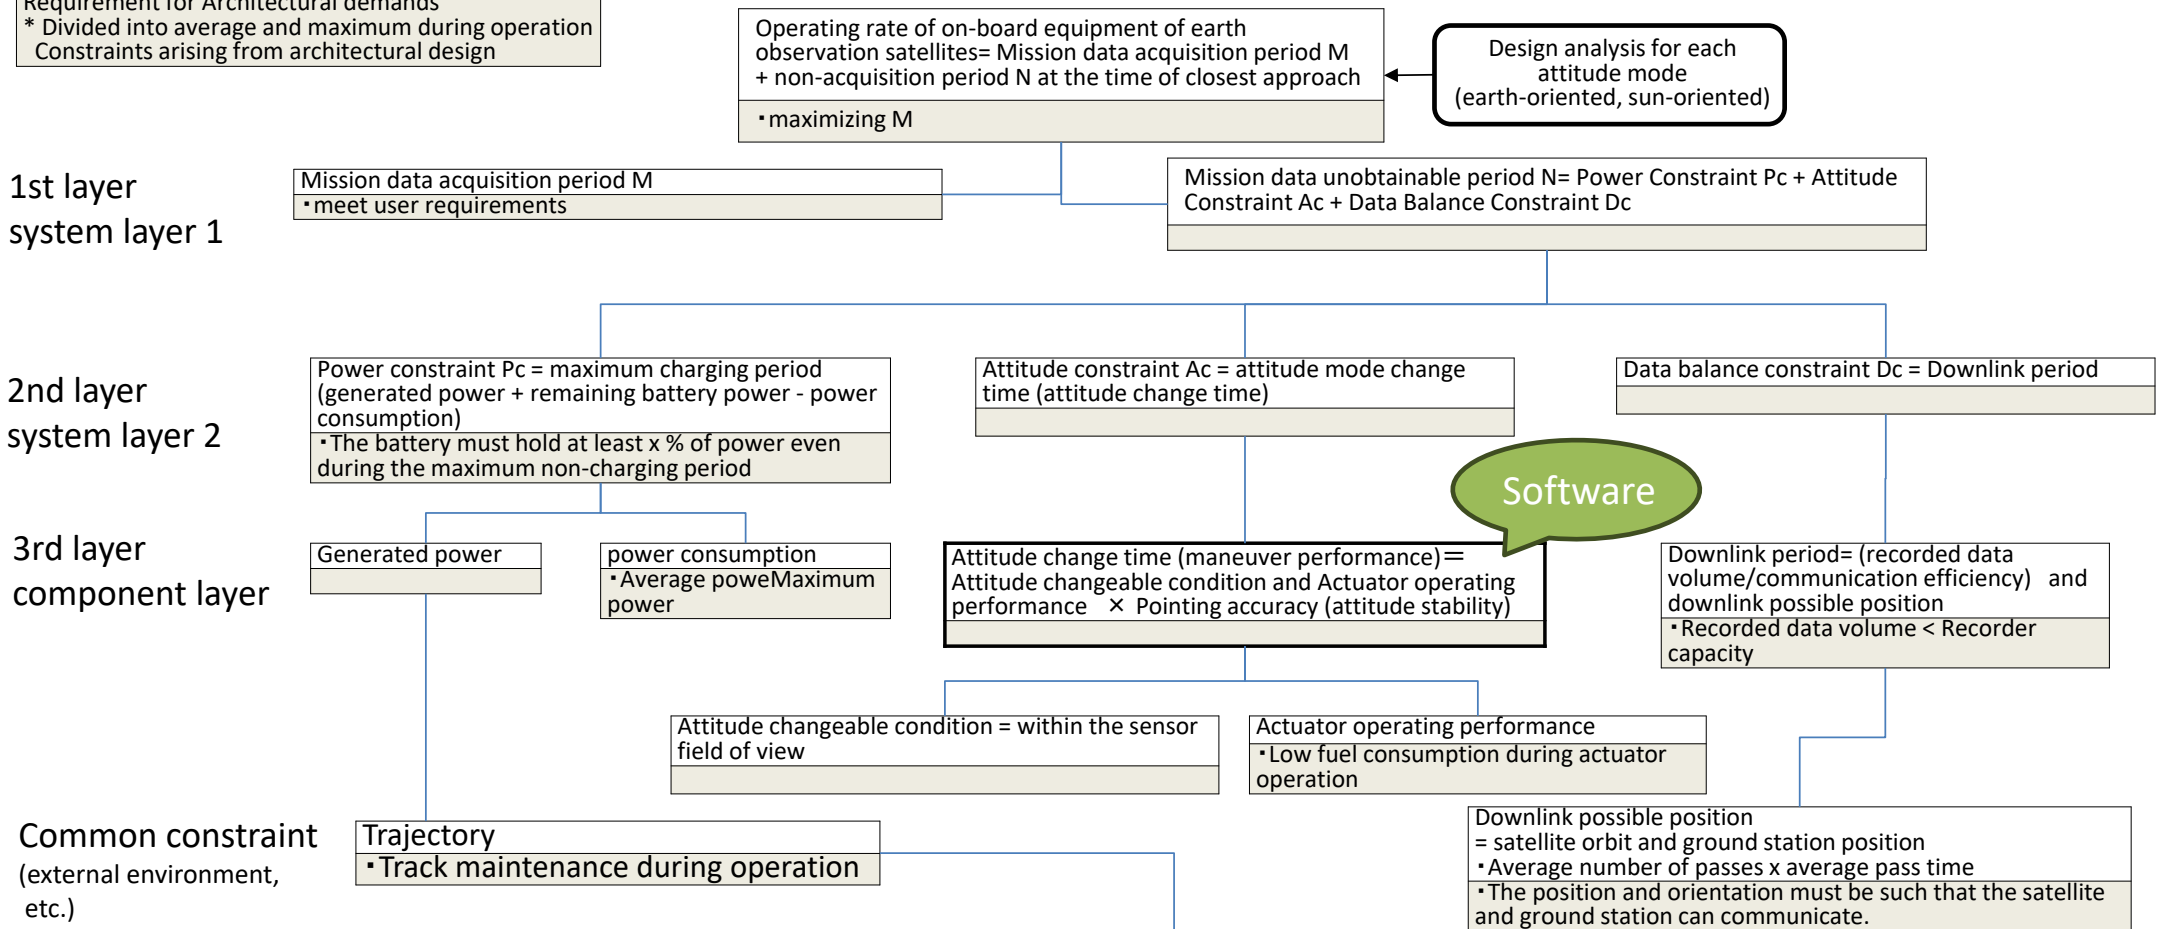 Requirement for Architectural demands
* Divided into average and maximum during operation
Constraints arising from architectural design
Operating rate of on-board equipment of earth
observation satellites= Mission data acquisition period M
+ non-acquisition period N at the time of closest approach
・maximizing M
Design analysis for each
attitude mode
(earth-oriented, sun-oriented)
1st layer
system layer 1
Mission data acquisition period M
・meet user requirements
Mission data unobtainable period N= Power Constraint Pc + Attitude
Constraint Ac + Data Balance Constraint Dc
2nd layer
system layer 2
Power constraint Pc = maximum charging period
(generated power + remaining battery power - power
consumption)
・The battery must hold at least x % of power even
during the maximum non-charging period
Attitude constraint Ac = attitude mode change
time (attitude change time)
Data balance constraint Dc = Downlink period
Software
3rd layer
component layer
Generated power
power consumption
・Average poweMaximum
power
Attitude change time (maneuver performance)＝
Attitude changeable condition and Actuator operating
performance × Pointing accuracy (attitude stability)
Downlink period= (recorded data
volume/communication efficiency) and
downlink possible position
・Recorded data volume < Recorder
capacity
Attitude changeable condition = within the sensor
field of view
Actuator operating performance
・Low fuel consumption during actuator
operation
Common constraint
(external environment,
etc.)
Trajectory
・Track maintenance during operation
Downlink possible position
= satellite orbit and ground station position
・Average number of passes x average pass time
・The position and orientation must be such that the satellite
and ground station can communicate.